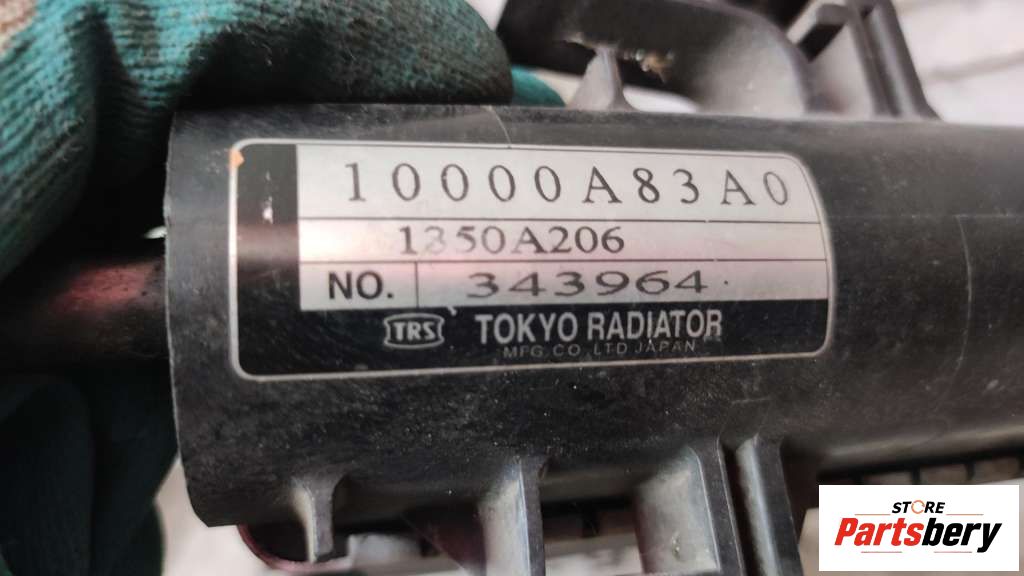 10000A83A0
1350A206
NO. 343964
TRS TOKYO RADIATOR
MFG.CO.,LTD.JAPAN
STORE
Partsbery